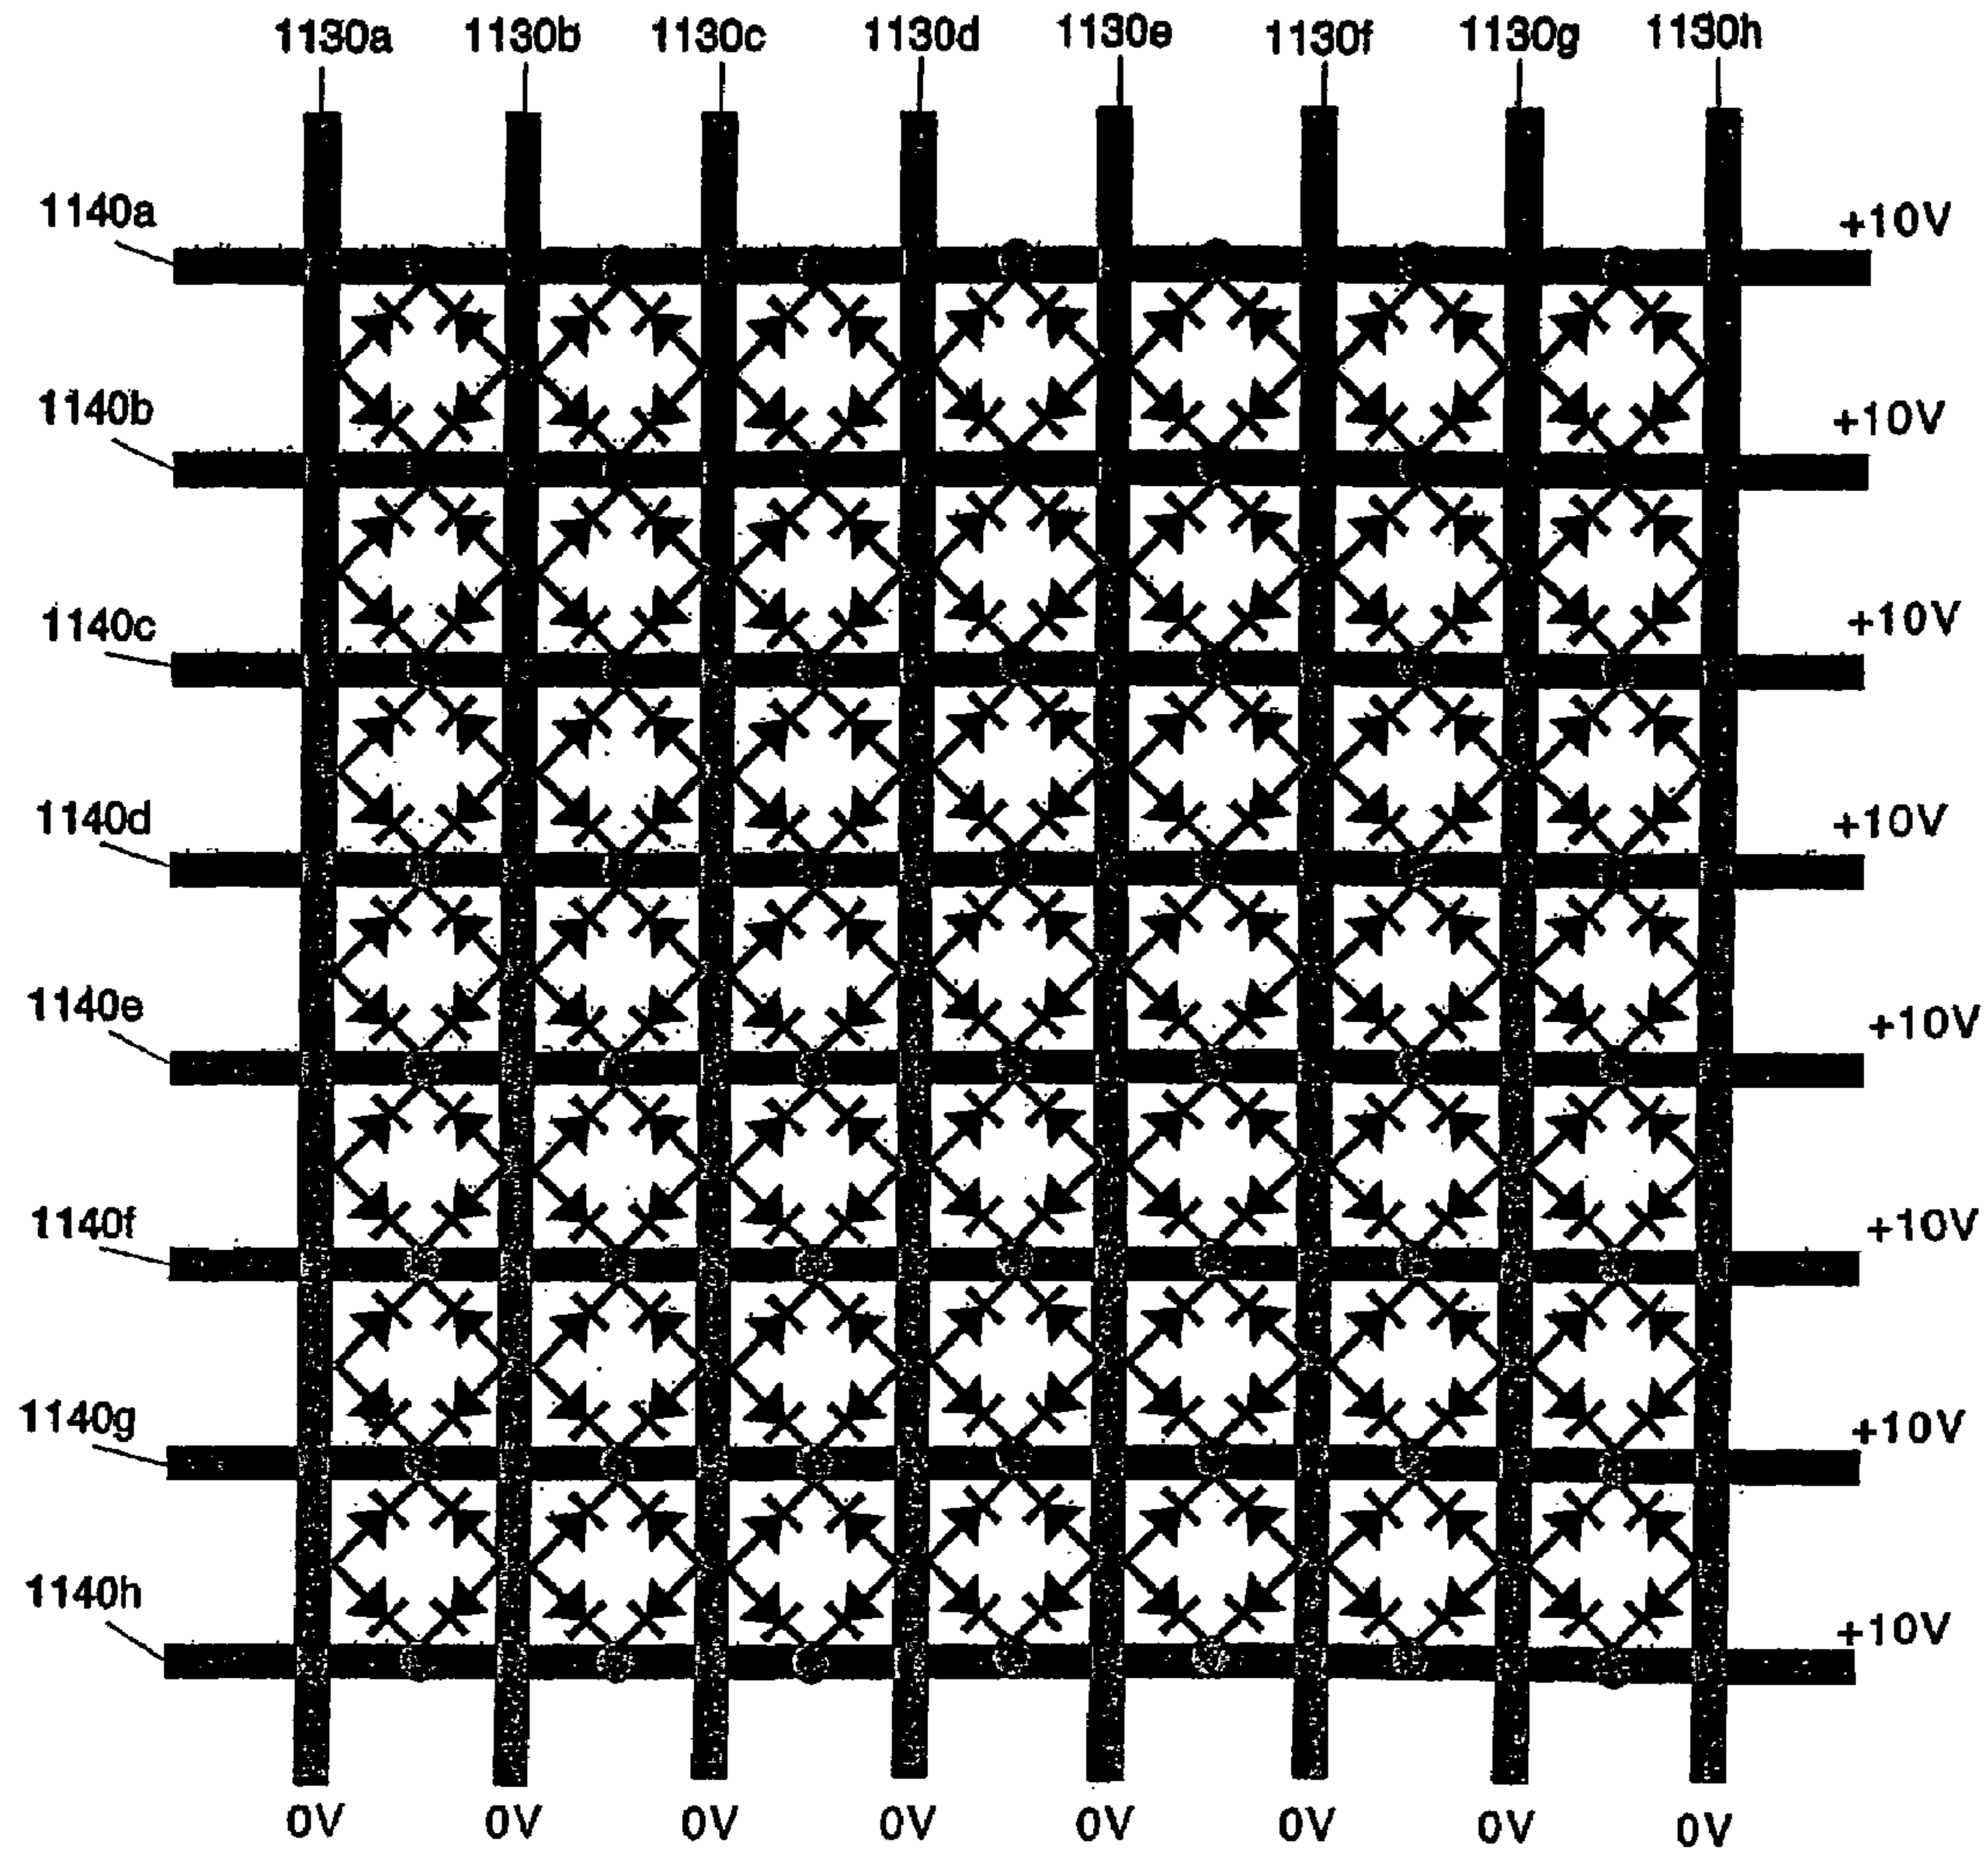 1130a 1130b 1130c 1130d 1130e 1130f 1130g 1130h
1140a +10V
1140b +10V
1140c +10V
1140d +10V
1140e +10V
1140f +10V
1140g +10V
1140h +10V
0V 0V 0V 0V 0V 0V 0V 0V